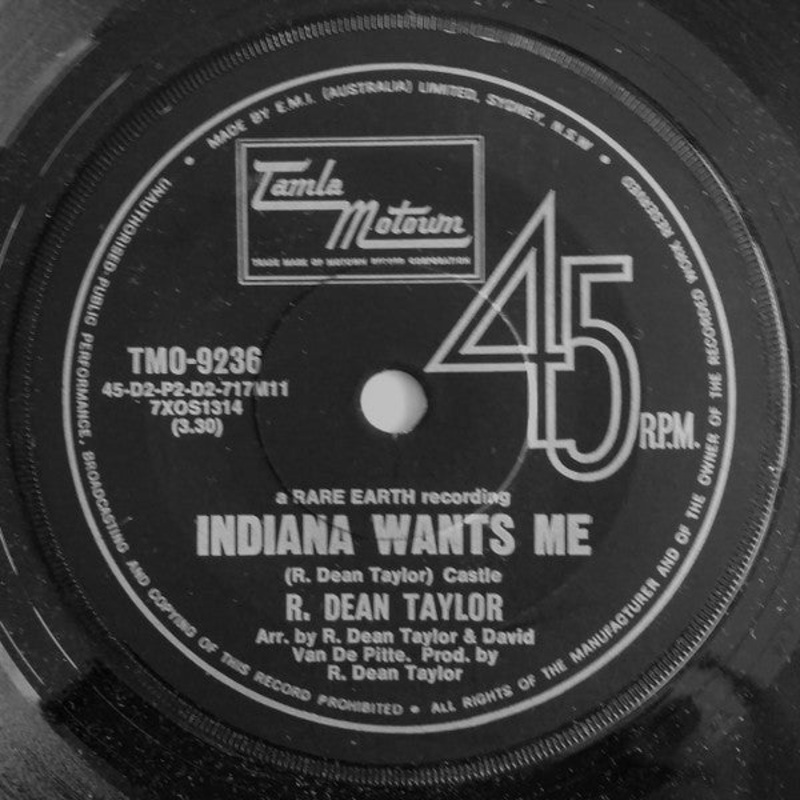 MADE BY E.M.I. (AUSTRALIA) LIMITED, SYDNEY, N.S.W
Tamla
Motown
TRADE MARK OF MOTOWN RECORD CORPORATION
45
R.P.M.
TMO-9236
45-D2-P2-D2-717M11
7XOS1314
(3.30)
a RARE EARTH recording
INDIANA WANTS ME
(R. Dean Taylor) Castle
R. DEAN TAYLOR
Arr. by R. Dean Taylor & David
Van De Pitte. Prod. by
R. Dean Taylor
UNAUTHORISED PUBLIC PERFORMANCE, BROADCASTING AND COPYING OF THIS RECORD PROHIBITED • ALL RIGHTS OF THE MANUFACTURER AND OF THE OWNER OF THE RECORDED WORK RESERVED